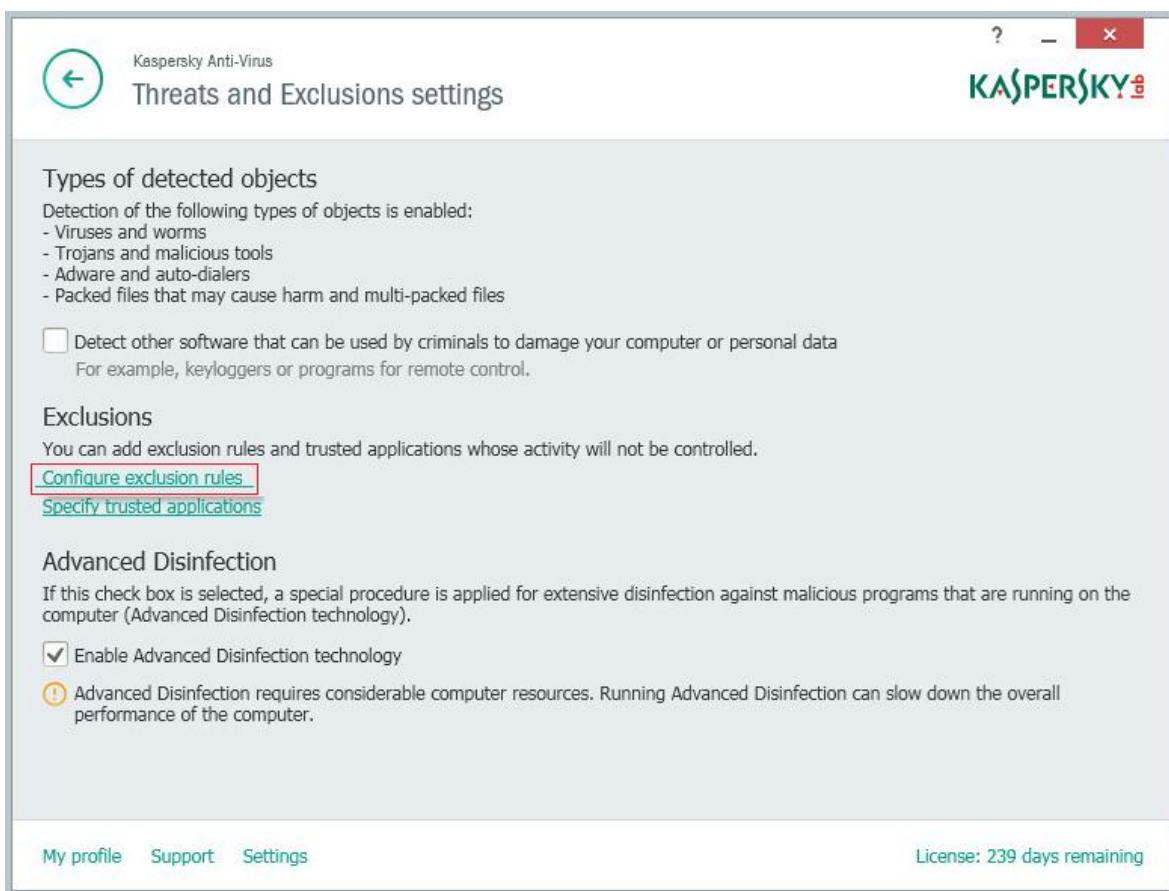 ? _ ×
Kaspersky Anti-Virus
Threats and Exclusions settings
KASPERSKY lab
Types of detected objects
Detection of the following types of objects is enabled:
- Viruses and worms
- Trojans and malicious tools
- Adware and auto-dialers
- Packed files that may cause harm and multi-packed files
Detect other software that can be used by criminals to damage your computer or personal data
For example, keyloggers or programs for remote control.
Exclusions
You can add exclusion rules and trusted applications whose activity will not be controlled.
Configure exclusion rules
Specify trusted applications
Advanced Disinfection
If this check box is selected, a special procedure is applied for extensive disinfection against malicious programs that are running on the
computer (Advanced Disinfection technology).
Enable Advanced Disinfection technology
Advanced Disinfection requires considerable computer resources. Running Advanced Disinfection can slow down the overall
performance of the computer.
My profile Support Settings License: 239 days remaining